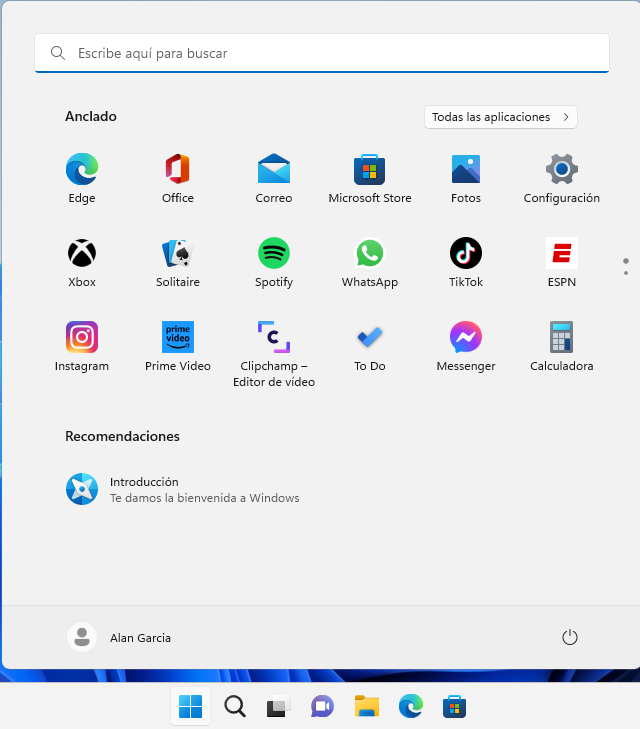 Escribe aquí para buscar
Anclado
Todas las aplicaciones
Edge
Office
Correo
Microsoft Store
Fotos
Configuración
Xbox
Solitaire
Spotify
WhatsApp
TikTok
ESPN
prime
video
Instagram
Prime Video
Clipchamp –
Editor de vídeo
To Do
Messenger
Calculadora
Recomendaciones
Introducción
Te damos la bienvenida a Windows
Alan Garcia